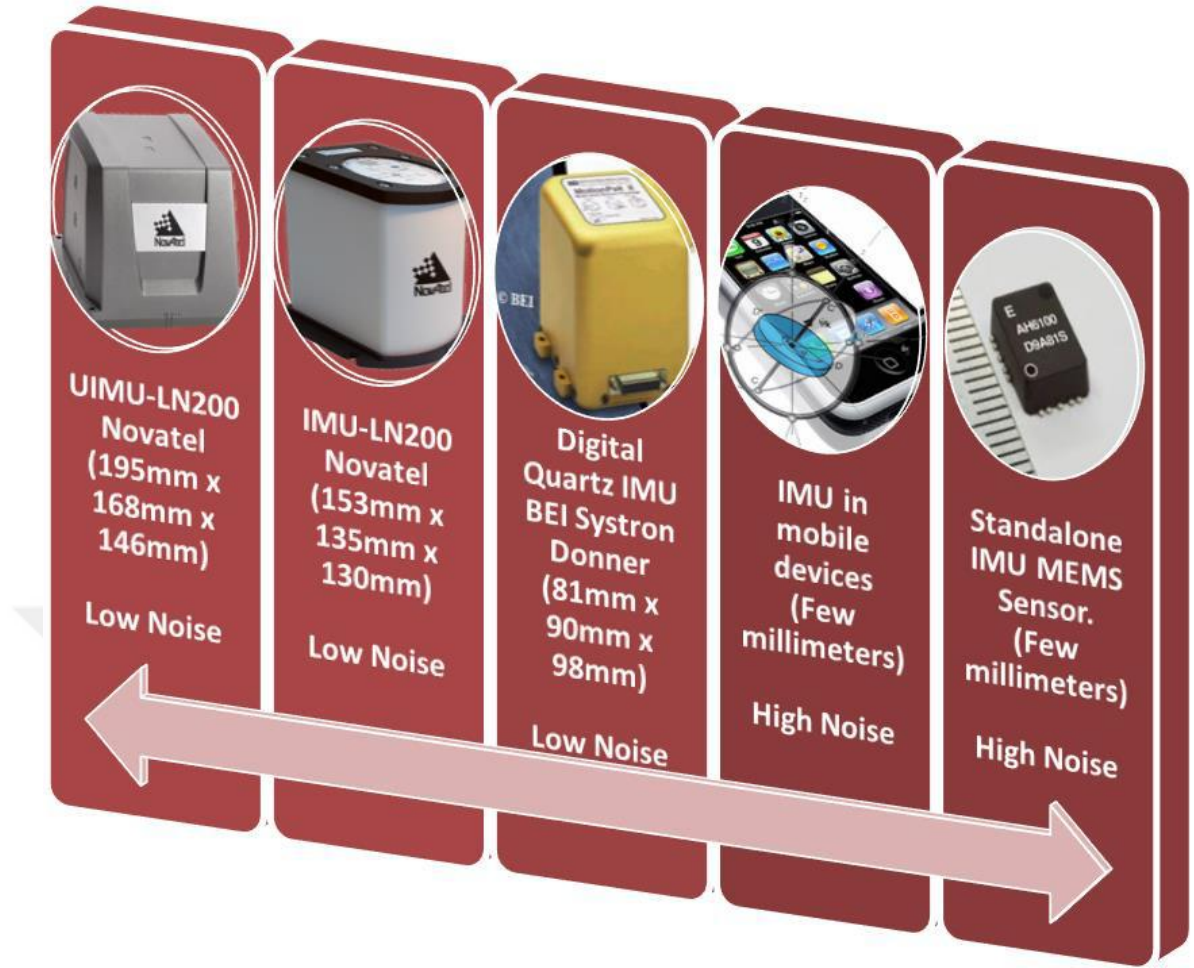 NovAtel
UIMU-LN200
Novatel
(195mm x
168mm x
146mm)
Low Noise
NovAtel
IMU-LN200
Novatel
(153mm x
135mm x
130mm)
Low Noise
MotionPak II
© BEI
Digital
Quartz IMU
BEI Systron
Donner
(81mm x
90mm x
98mm)
Low Noise
IMU in
mobile
devices
(Few
millimeters)
High Noise
E
AH6100
D9A81S
Standalone
IMU MEMS
Sensor.
(Few
millimeters)
High Noise